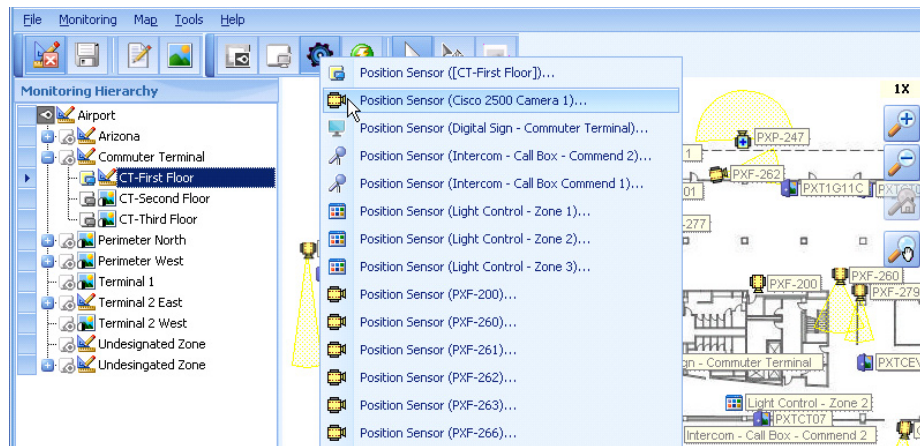 File Monitoring Map Tools Help
Monitoring Hierarchy
Airport
Arizona
Commuter Terminal
CT-First Floor
CT-Second Floor
CT-Third Floor
Perimeter North
Perimeter West
Terminal 1
Terminal 2 East
Terminal 2 West
Undesignated Zone
Undesingated Zone
Position Sensor ([CT-First Floor])...
Position Sensor (Cisco 2500 Camera 1)...
Position Sensor (Digital Sign - Commuter Terminal)...
Position Sensor (Intercom - Call Box - Commend 2)...
Position Sensor (Intercom - Call Box Commend 1)...
Position Sensor (Light Control - Zone 1)...
Position Sensor (Light Control - Zone 2)...
Position Sensor (Light Control - Zone 3)...
Position Sensor (PXF-200)...
Position Sensor (PXF-260)...
Position Sensor (PXF-261)...
Position Sensor (PXF-262)...
Position Sensor (PXF-263)...
Position Sensor (PXF-266)...
1X
PXP-247
1
PXF-262
01
PXT1G11C
-277
PXF-200
PXF-260
PXF-279
gn - Commuter Terminal
PXTCEV
Light Control - Zone 2
PXTCT07
Intercom - Call Box - Commend 2